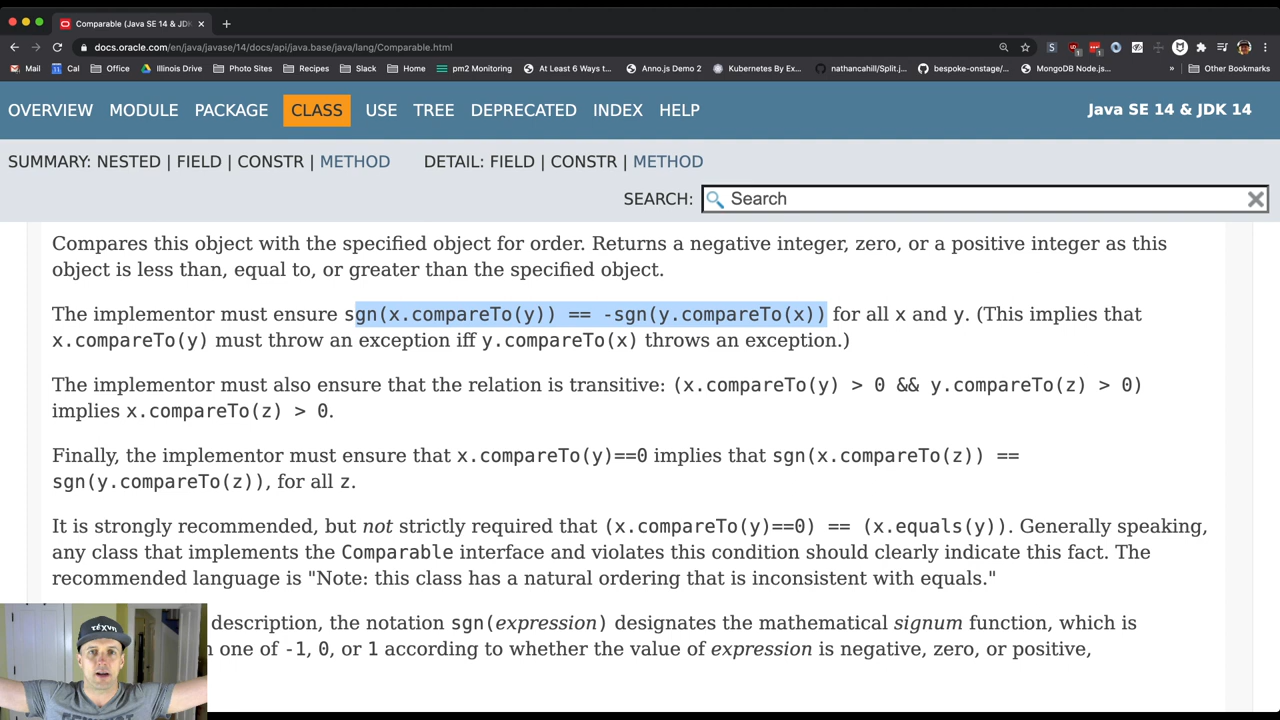 Comparable (Java SE 14 & JDK
docs.oracle.com/en/java/javase/14/docs/api/java.base/java/lang/Comparable.html
Mail Cal Office Illinois Drive Photo Sites Recipes Slack Home pm2 Monitoring At Least 6 Ways t... Anno.js Demo 2 Kubernetes By Ex... nathancahill/Split.j... bespoke-onstage/... MongoDB Node.js... » Other Bookmarks
OVERVIEW MODULE PACKAGE CLASS USE TREE DEPRECATED INDEX HELP Java SE 14 & JDK 14
SUMMARY: NESTED | FIELD | CONSTR | METHOD DETAIL: FIELD | CONSTR | METHOD
SEARCH: Search
Compares this object with the specified object for order. Returns a negative integer, zero, or a positive integer as this
object is less than, equal to, or greater than the specified object.
The implementor must ensure sgn(x.compareTo(y)) == -sgn(y.compareTo(x)) for all x and y. (This implies that
x.compareTo(y) must throw an exception iff y.compareTo(x) throws an exception.)
The implementor must also ensure that the relation is transitive: (x.compareTo(y) > 0 && y.compareTo(z) > 0)
implies x.compareTo(z) > 0.
Finally, the implementor must ensure that x.compareTo(y)==0 implies that sgn(x.compareTo(z)) ==
sgn(y.compareTo(z)), for all z.
It is strongly recommended, but not strictly required that (x.compareTo(y)==0) == (x.equals(y)). Generally speaking,
any class that implements the Comparable interface and violates this condition should clearly indicate this fact. The
recommended language is "Note: this class has a natural ordering that is inconsistent with equals."
description, the notation sgn(expression) designates the mathematical signum function, which is
one of -1, 0, or 1 according to whether the value of expression is negative, zero, or positive,